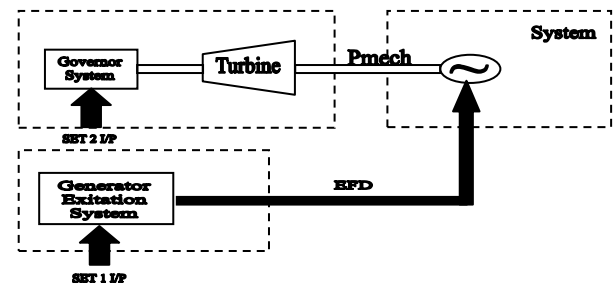 System
Governor
System
Turbine
Pmech
SET 2 I/P
Generator
Exitation
System
EFD
SET 1 I/P